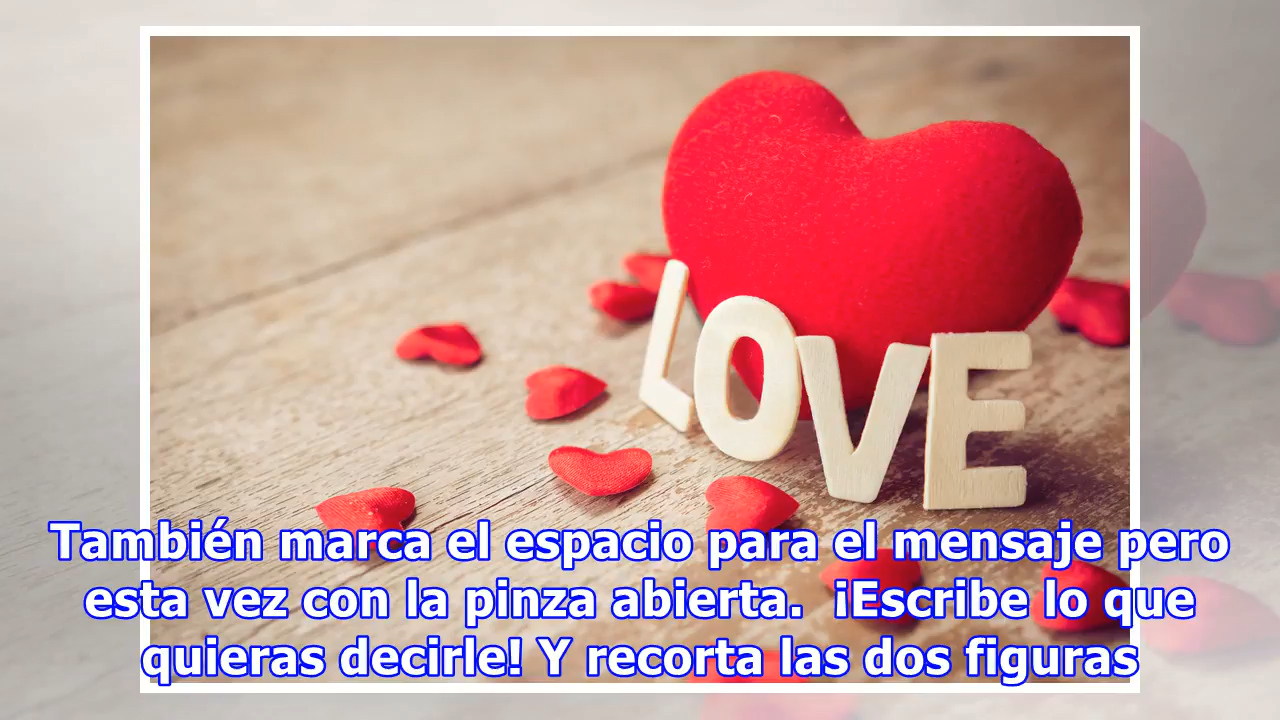 LOVE
También marca el espacio para el mensaje pero
esta vez con la pinza abierta.  ¡Escribe lo que
quieras decirle! Y recorta las dos figuras